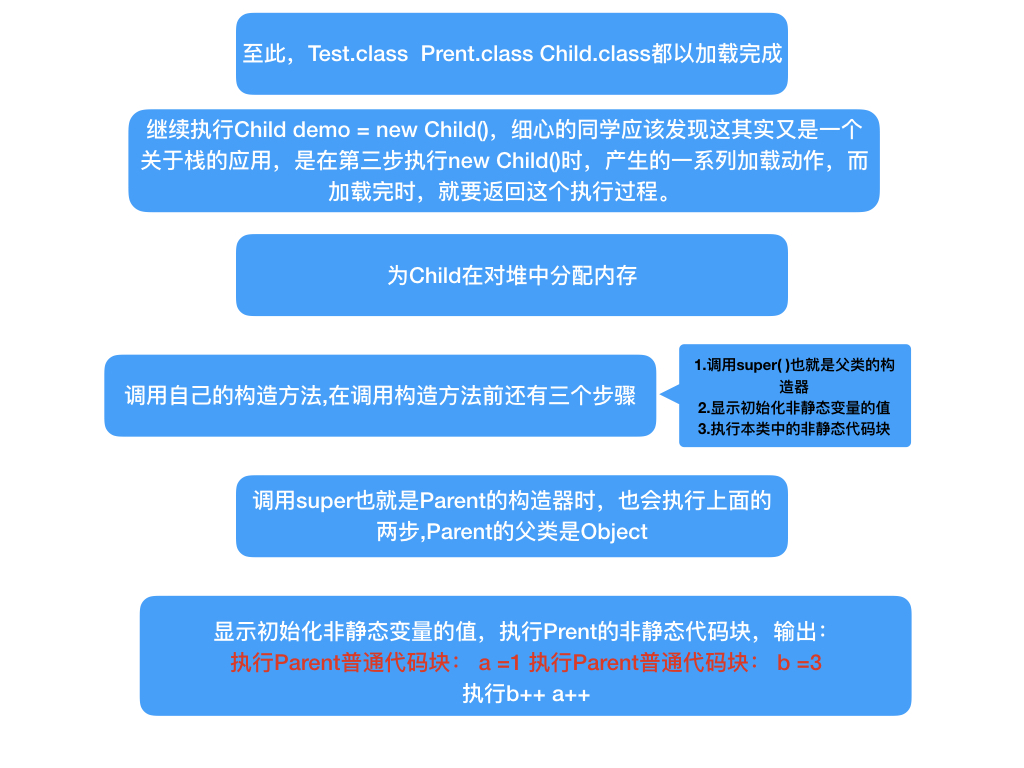 至此，Test.class  Prent.class Child.class都以加载完成
继续执行Child demo = new Child()，细心的同学应该发现这其实又是一个
关于栈的应用，是在第三步执行new Child()时，产生的一系列加载动作，而
加载完时，就要返回这个执行过程。
为Child在对堆中分配内存
调用自己的构造方法,在调用构造方法前还有三个步骤
1.调用super( )也就是父类的构
造器
2.显示初始化非静态变量的值
3.执行本类中的非静态代码块
调用super也就是Parent的构造器时，也会执行上面的
两步,Parent的父类是Object
显示初始化非静态变量的值，执行Prent的非静态代码块，输出：
执行Parent普通代码块： a =1 执行Parent普通代码块： b =3
执行b++ a++